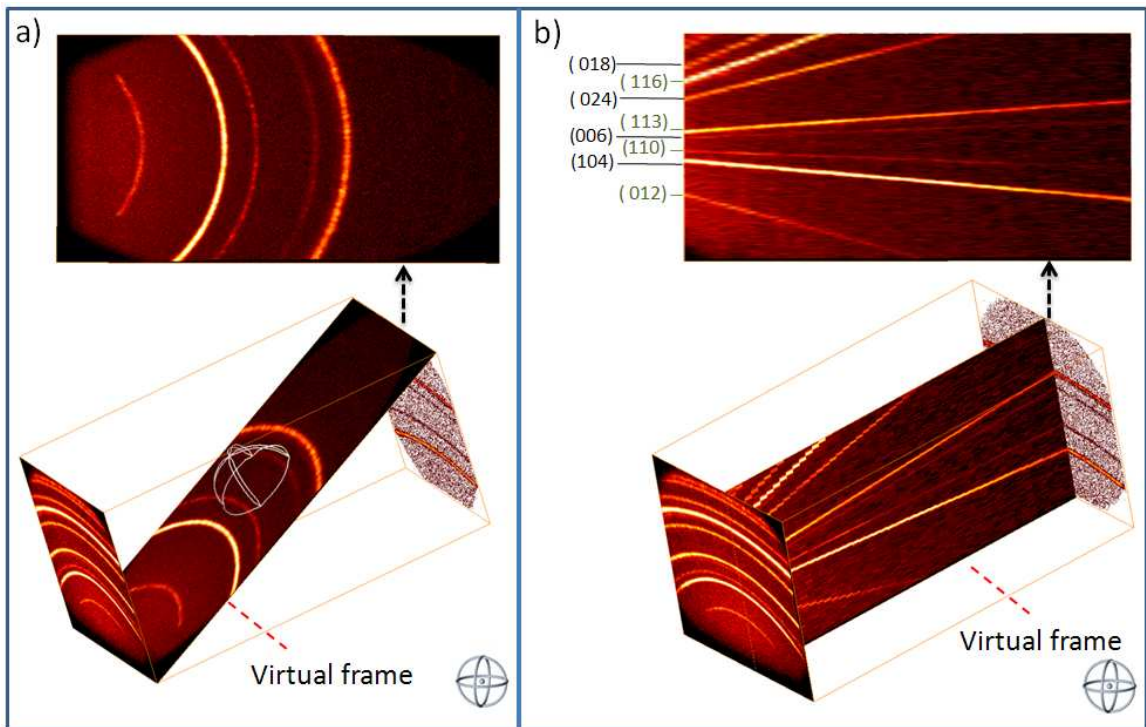 a)
Virtual frame
b)
( 018)
( 116)
( 024)
( 113)
(006)
(110)
(104)
( 012)
Virtual frame